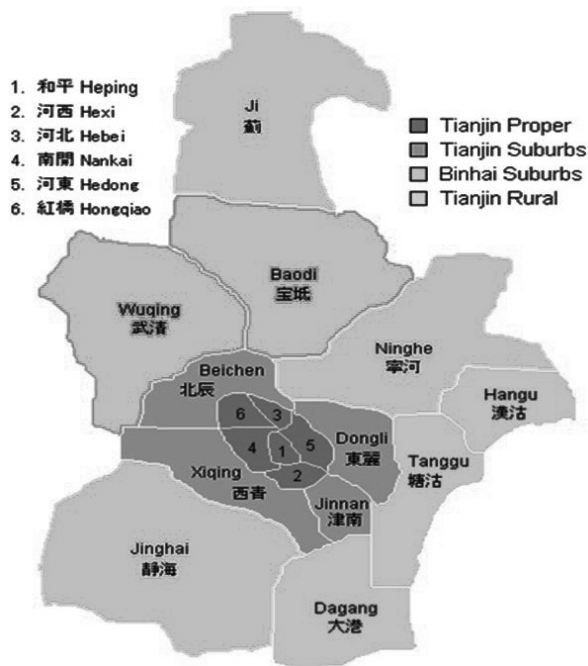 1. 和平 Heping
2. 河西 Hexi
3. 河北 Hebei
4. 南開 Nankai
5. 河東 Hedong
6. 紅橋 Hongqiao
Tianjin Proper
Tianjin Suburbs
Binhai Suburbs
Tianjin Rural
Ji
薊
Baodi
宝坻
Wuqing
武清
Ninghe
寧河
Beichen
北辰
Hangu
漢沽
6
3
Dongli
東麗
4
1
5
Tanggu
塘沽
Xiqing
西青
2
Jinnan
津南
Jinghai
靜海
Dagang
大港